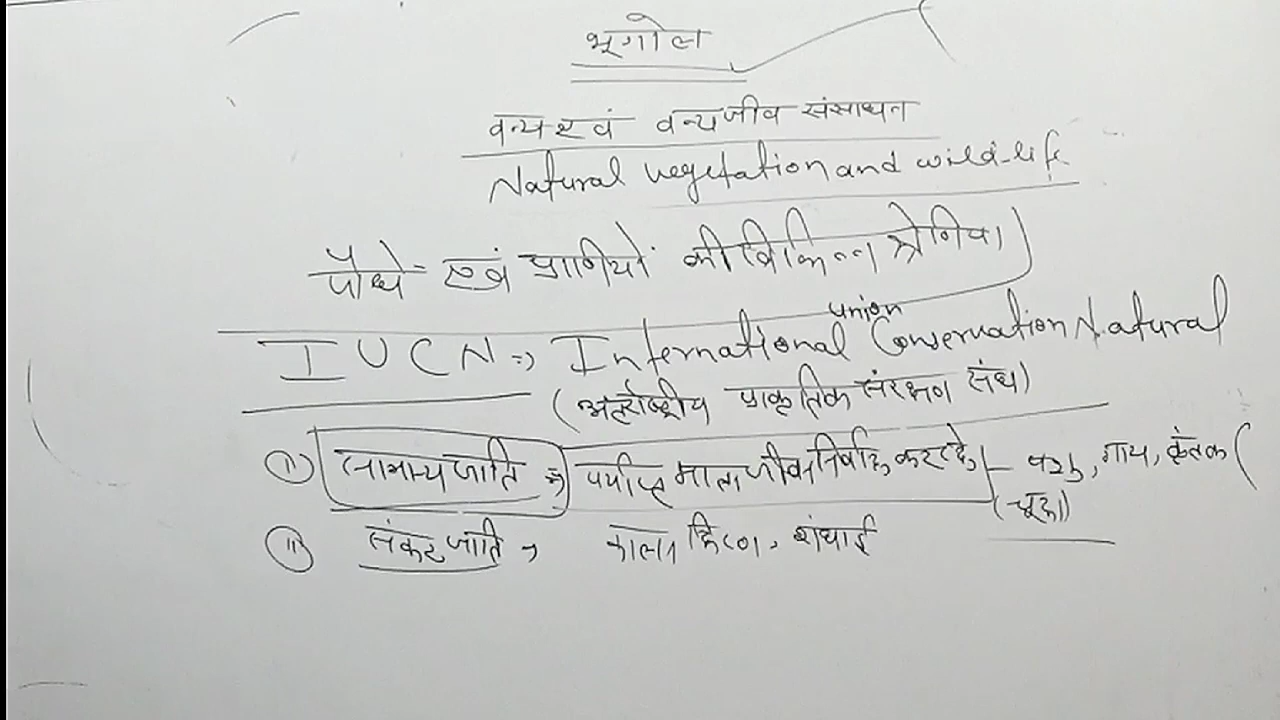 भूगोल
वन्य एवं वन्यजीव संसाधन
Natural vegetation and wild-life
पौधे एवं प्राणियों की विभिन्न श्रेणिया
union
IUCN => International Conservation Natural
(अंतर्राष्ट्रीय प्राकृतिक संरक्षण संघ)
(i) सामान्य जाति => पर्याप्त मात्रा जीवन निर्वाह करते है, पशु, गाय, कृंतक (
(चूहा)
(ii) संकट जाति → काला हिरण,